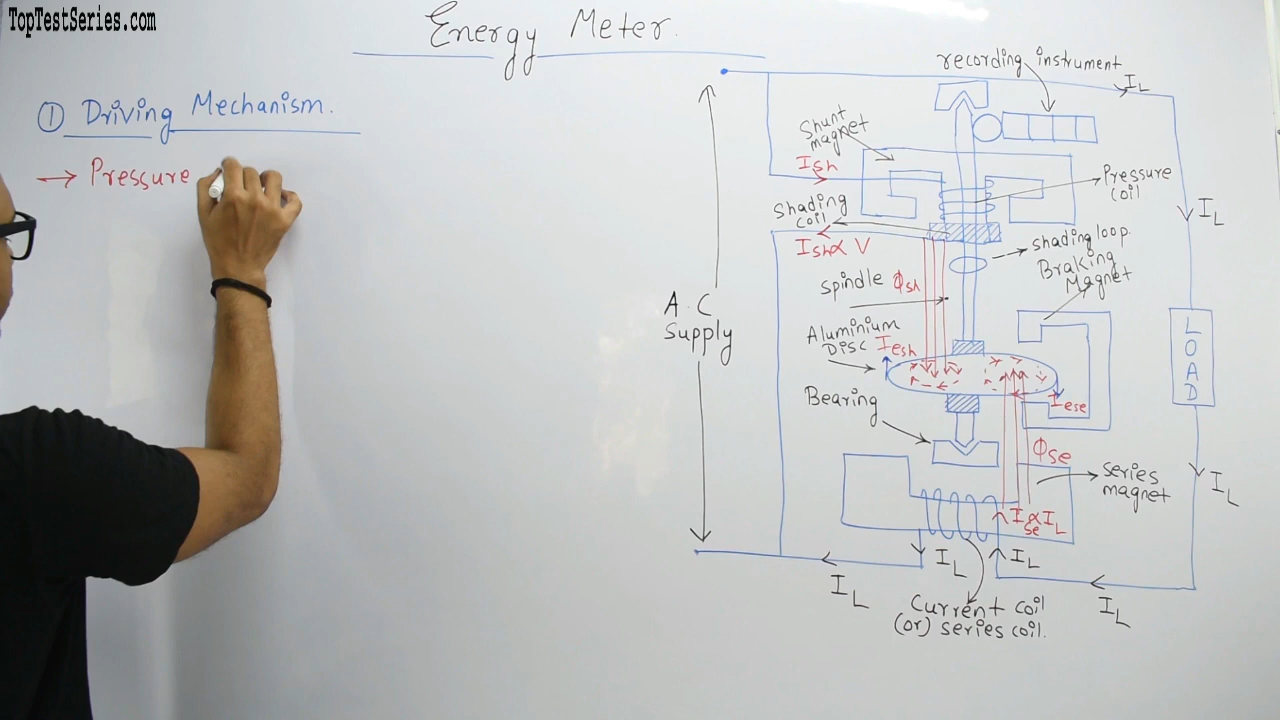 TopTestSeries.com
Energy Meter.
① Driving Mechanism.
→ Pressure
recording instrument
I_L
Shunt
magnet
I_sh
Pressure
coil
Shading
coil
I_sh ∝ V
shading loop.
Braking
Magnet
I_L
spindle
Φ_sh
A.C
Supply
Aluminium
Disc
I_esh
LOAD
Bearing
I_ese
Φ_se
series
magnet
I_L
I_se ∝ I_L
I_L
I_L
I_L
I_L
Current coil
(or) series coil.